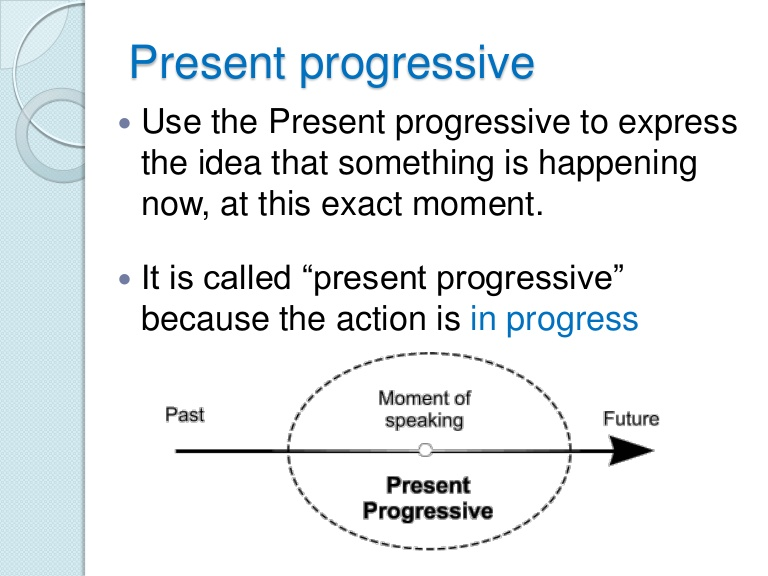 Present progressive
• Use the Present progressive to express
the idea that something is happening
now, at this exact moment.
• It is called “present progressive”
because the action is in progress
Past
Moment of
speaking
Future
Present
Progressive